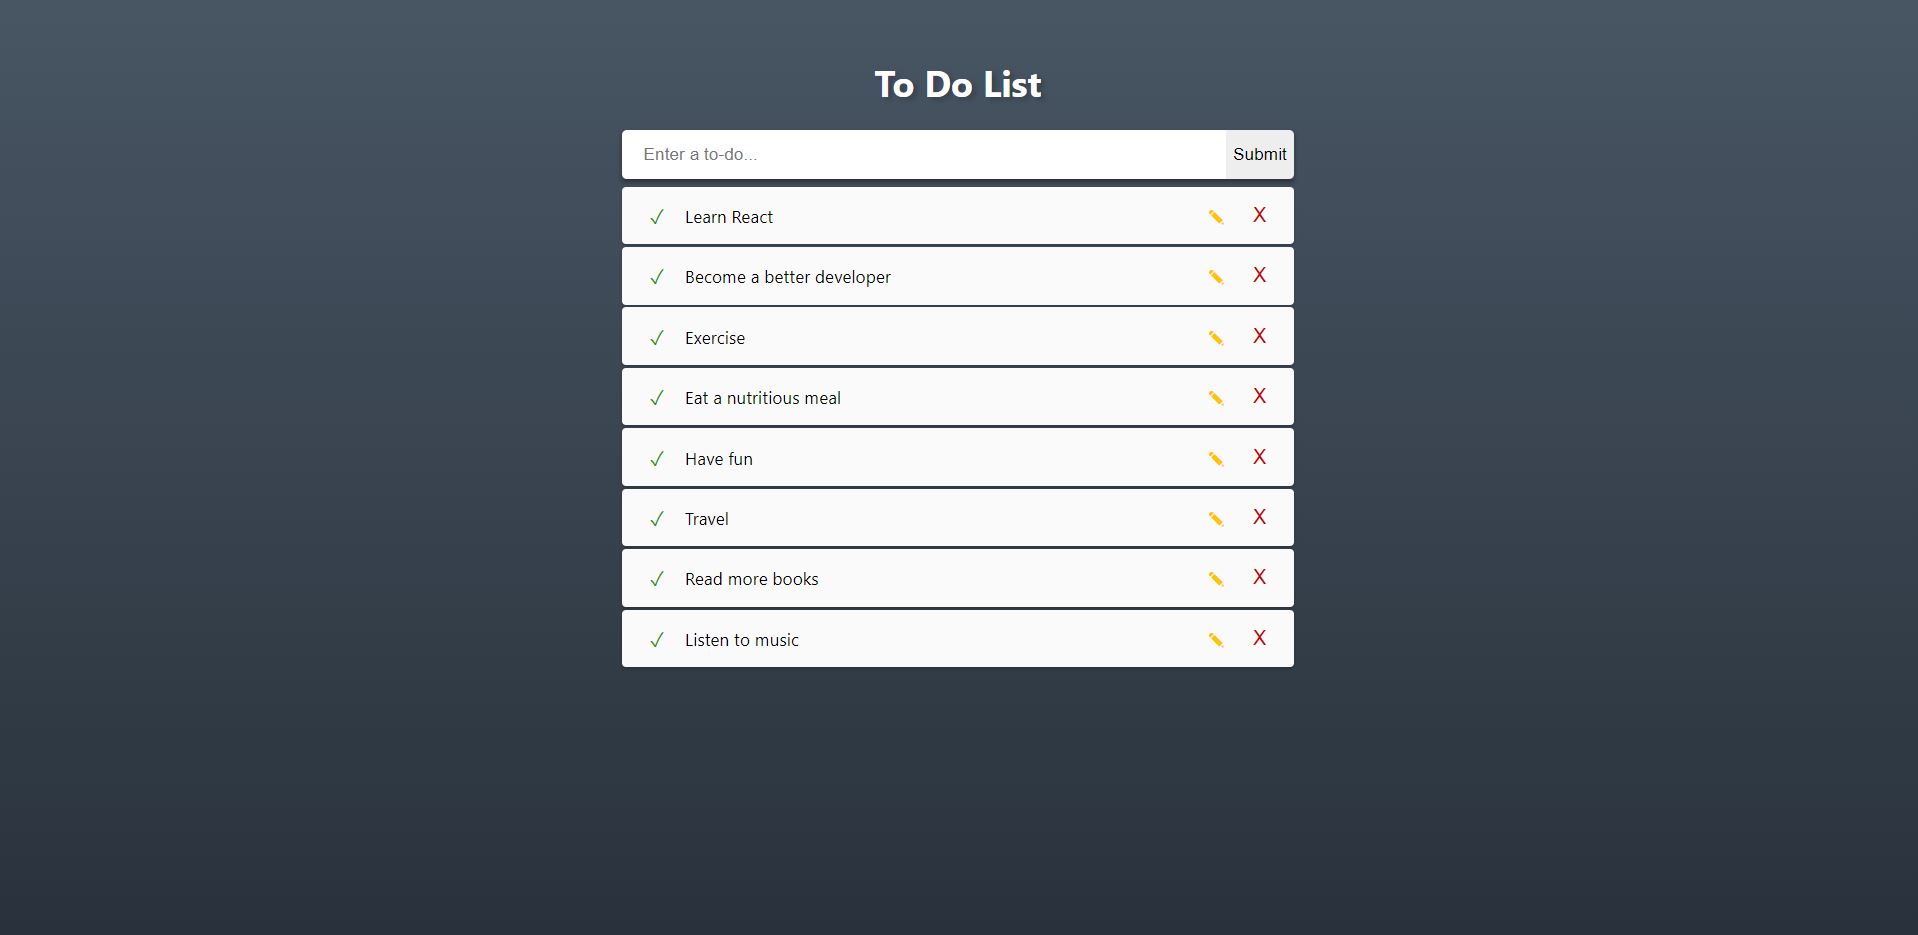 To Do List
Enter a to-do... Submit
✓ Learn React ✏️ X
✓ Become a better developer ✏️ X
✓ Exercise ✏️ X
✓ Eat a nutritious meal ✏️ X
✓ Have fun ✏️ X
✓ Travel ✏️ X
✓ Read more books ✏️ X
✓ Listen to music ✏️ X